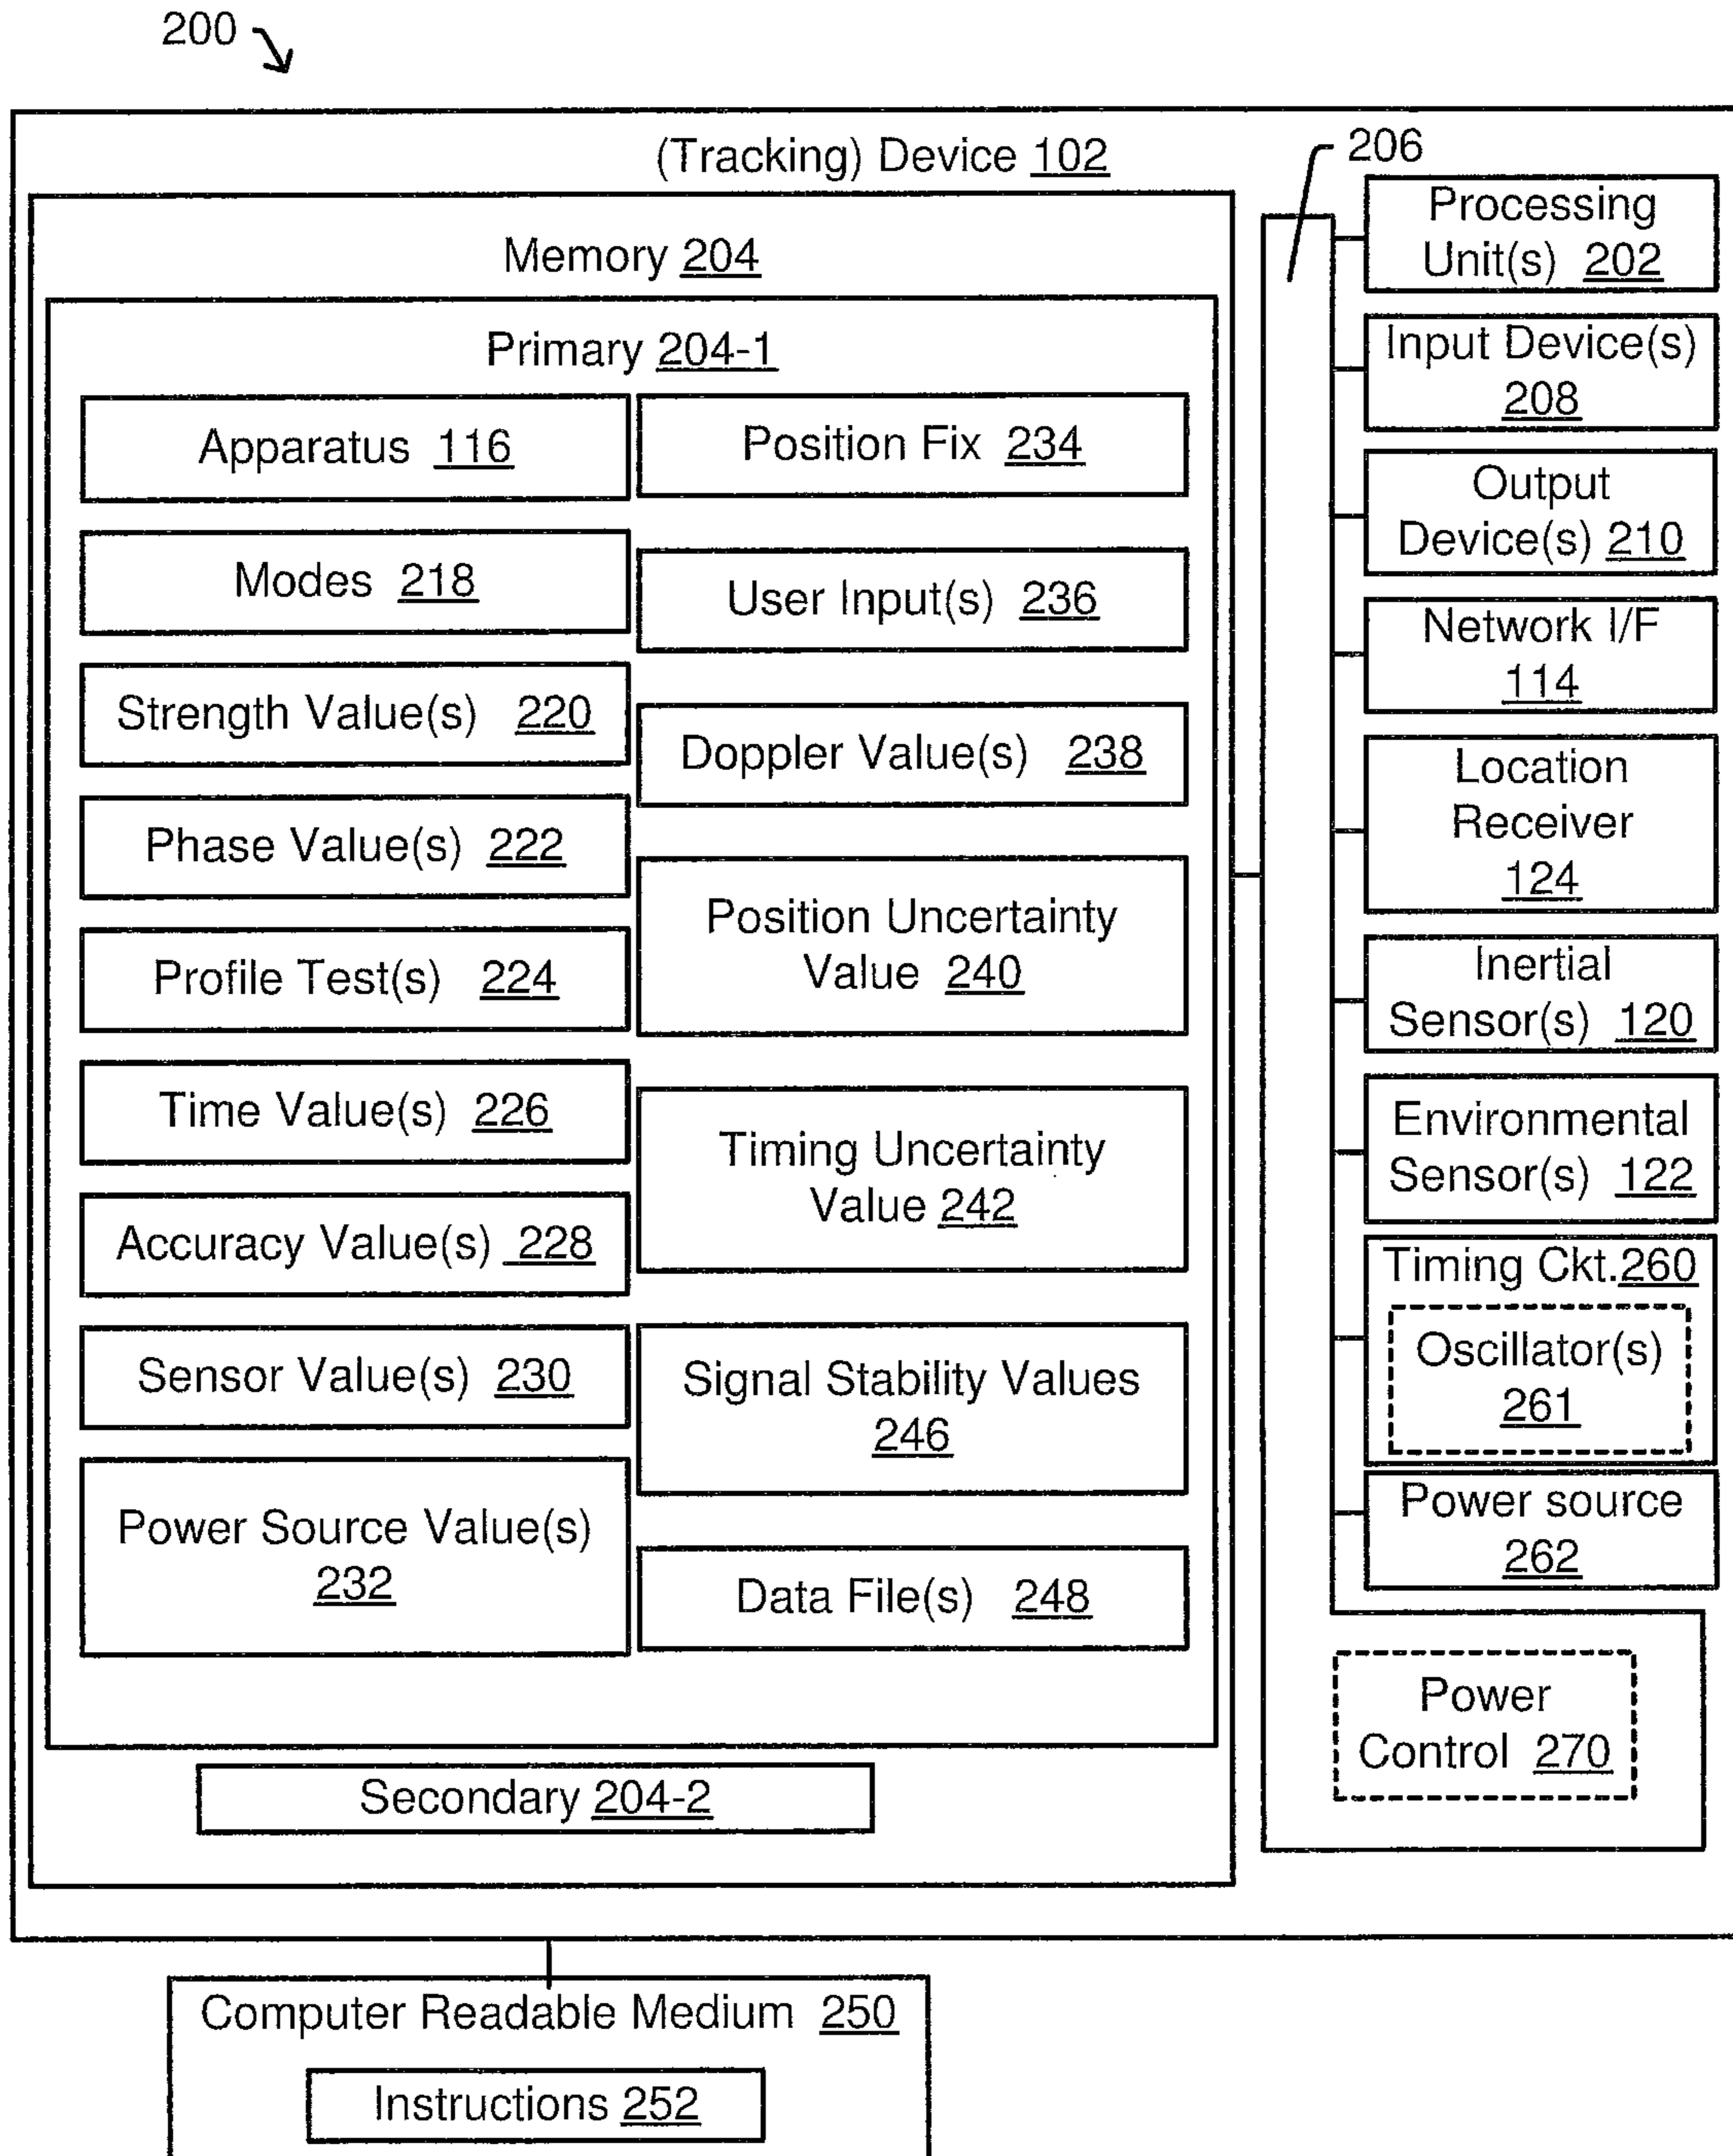 200
(Tracking) Device 102
206
Memory 204
Primary 204-1
Apparatus 116
Modes 218
Strength Value(s) 220
Phase Value(s) 222
Profile Test(s) 224
Time Value(s) 226
Accuracy Value(s) 228
Sensor Value(s) 230
Power Source Value(s)
232
Position Fix 234
User Input(s) 236
Doppler Value(s) 238
Position Uncertainty
Value 240
Timing Uncertainty
Value 242
Signal Stability Values
246
Data File(s) 248
Secondary 204-2
Processing
Unit(s) 202
Input Device(s)
208
Output
Device(s) 210
Network I/F
114
Location
Receiver
124
Inertial
Sensor(s) 120
Environmental
Sensor(s) 122
Timing Ckt.260
Oscillator(s)
261
Power source
262
Power
Control 270
Computer Readable Medium 250
Instructions 252